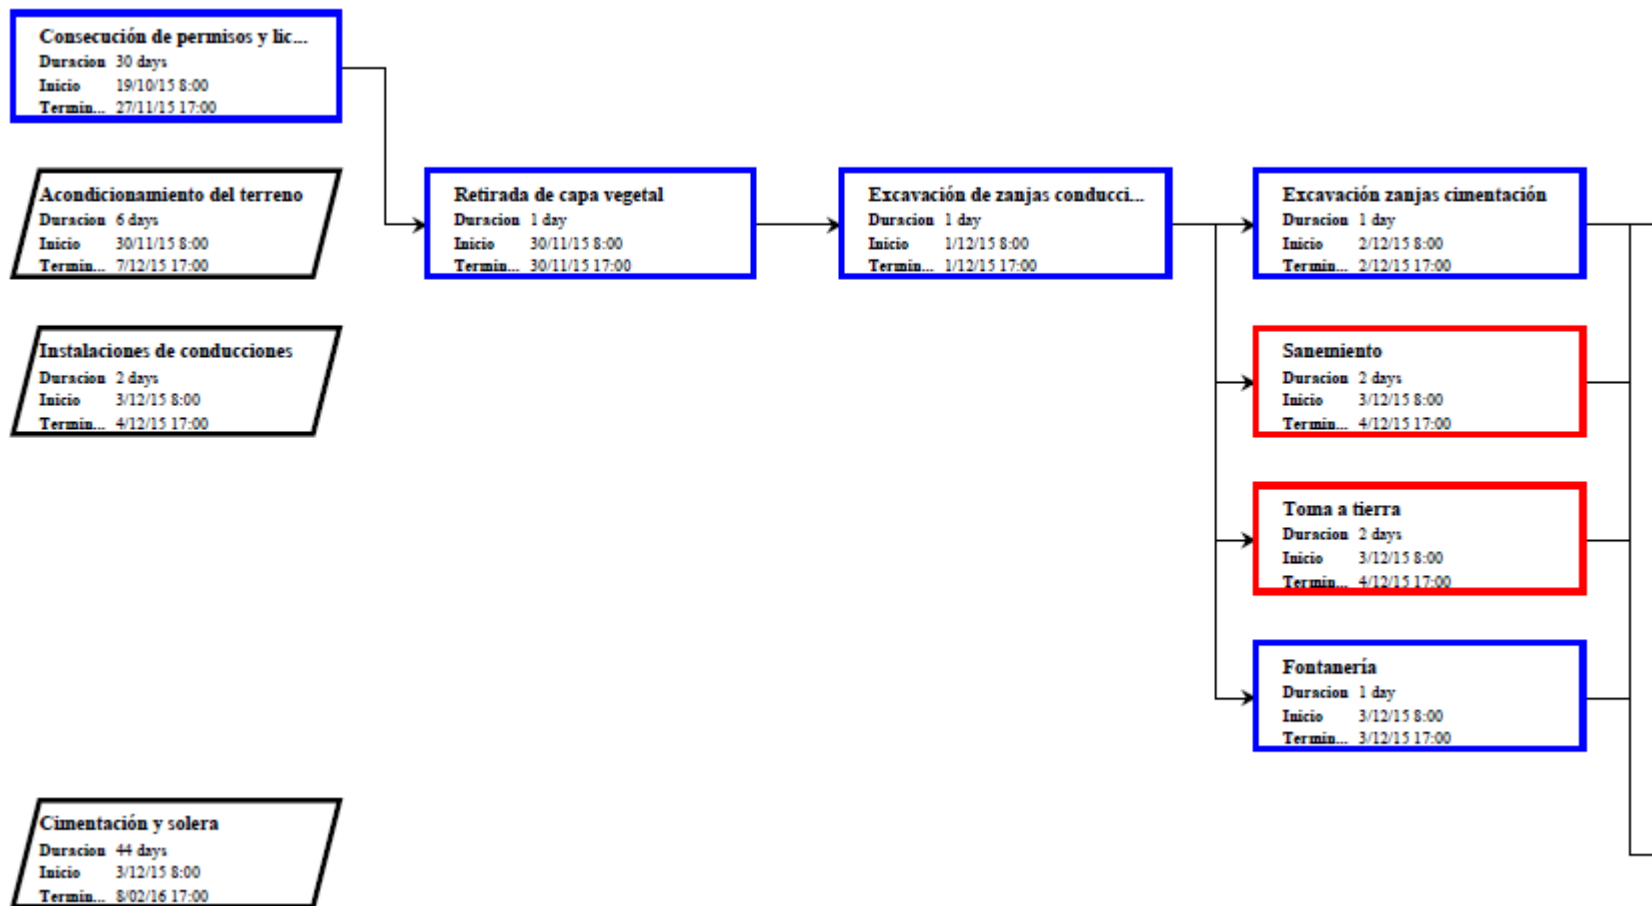 Consecución de permisos y lic...
Duracion 30 days
Inicio 19/10/15 8:00
Termin... 27/11/15 17:00
Acondicionamiento del terreno
Duracion 6 days
Inicio 30/11/15 8:00
Termin... 7/12/15 17:00
Retirada de capa vegetal
Duracion 1 day
Inicio 30/11/15 8:00
Termin... 30/11/15 17:00
Excavación de zanjas conducci...
Duracion 1 day
Inicio 1/12/15 8:00
Termin... 1/12/15 17:00
Excavación zanjas cimentación
Duracion 1 day
Inicio 2/12/15 8:00
Termin... 2/12/15 17:00
Instalaciones de conducciones
Duracion 2 days
Inicio 3/12/15 8:00
Termin... 4/12/15 17:00
Sanemiento
Duracion 2 days
Inicio 3/12/15 8:00
Termin... 4/12/15 17:00
Toma a tierra
Duracion 2 days
Inicio 3/12/15 8:00
Termin... 4/12/15 17:00
Fontanería
Duracion 1 day
Inicio 3/12/15 8:00
Termin... 3/12/15 17:00
Cimentación y solera
Duracion 44 days
Inicio 3/12/15 8:00
Termin... 8/02/16 17:00